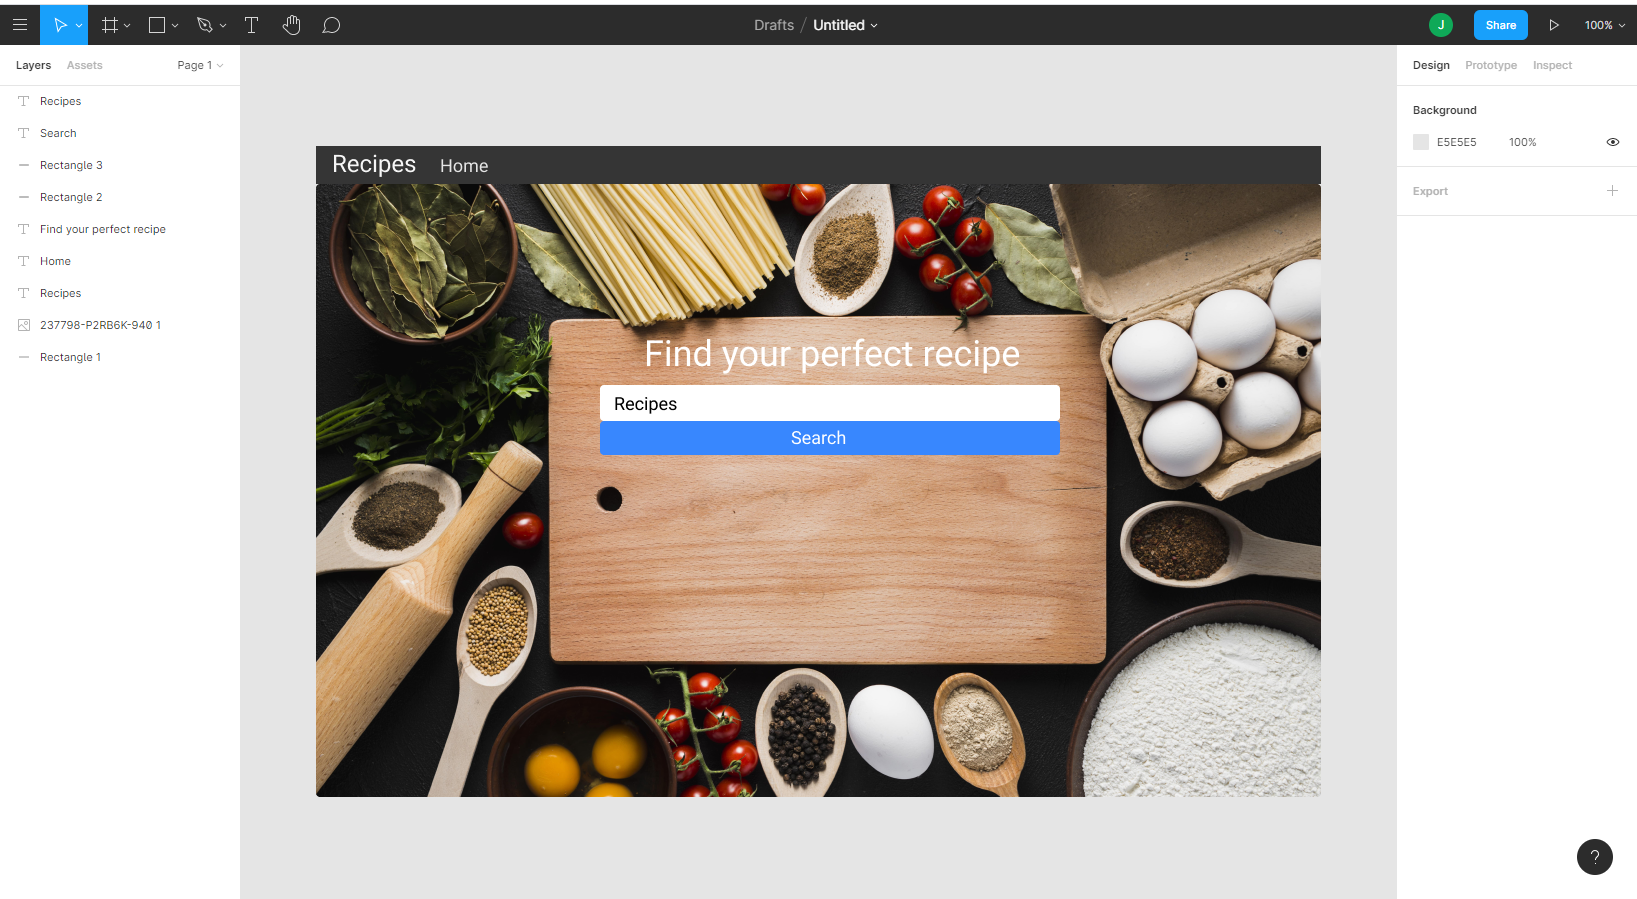 Drafts / Untitled
J
Share
100%
Layers Assets Page 1
Recipes
Search
Rectangle 3
Rectangle 2
Find your perfect recipe
Home
Recipes
237798-P2RB6K-940 1
Rectangle 1
Recipes Home
Find your perfect recipe
Recipes
Search
Design Prototype Inspect
Background
E5E5E5 100%
Export
?